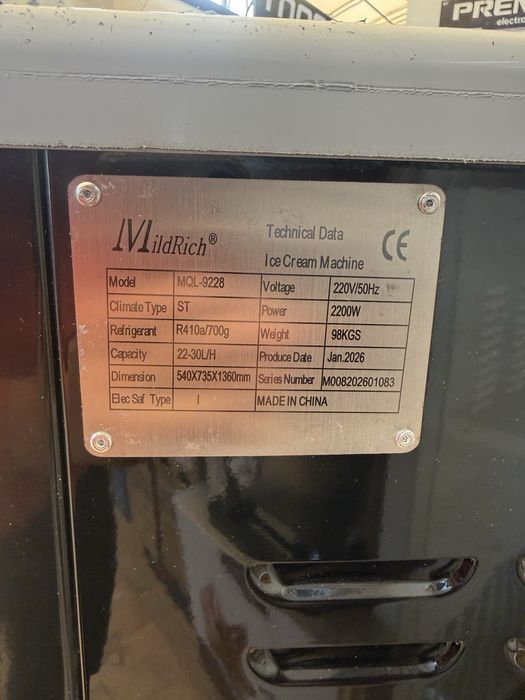 PREM
electro
MildRich®
Technical Data
Ice Cream Machine
CE
Model MQL-9228 Voltage 220V/50Hz
Climate Type ST Power 2200W
Refrigerant R410a/700g Weight 98KGS
Capacity 22-30L/H Produce Date Jan.2026
Dimension 540X735X1360mm Series Number M008202601083
Elec Saf Type I MADE IN CHINA